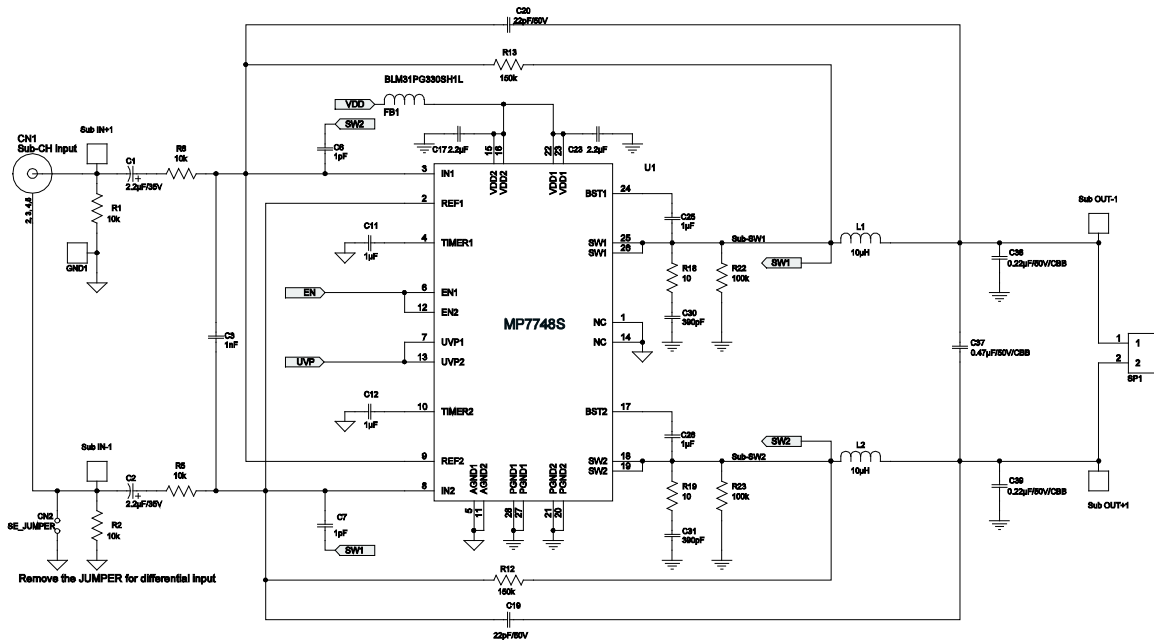 C20
22pF/50V
R13
150k
BLM31PG330SH1L
VDD
FB1
SW2
C17 2.2µF
C23 2.2µF
15
16
22
23
CN1
Sub-CH Input
2, 3, 4,5
Sub IN+1
C1
2.2µF/35V
R6
10k
R1
10k
GND1
C6
1pF
U1
3
IN1
VDD2
VDD2
VDD1
VDD1
2
REF1
BST1
24
C25
1µF
C11
1µF
4
TIMER1
SW1
SW1
25
26
Sub-SW1
SW1
L1
10µH
Sub OUT-1
R18
10
R22
100k
C38
0.22µF/50V/CBB
EN
6
EN1
12
EN2
C30
390pF
MP7748S
NC
1
NC
14
UVP
7
UVP1
13
UVP2
C3
1nF
C37
0.47µF/50V/CBB
1
1
2
2
SP1
C12
1µF
10
TIMER2
BST2
17
C26
1µF
SW2
L2
10µH
Sub IN-1
C2
2.2µF/35V
R5
10k
9
REF2
SW2
SW2
18
19
Sub-SW2
8
IN2
AGND1
AGND2
PGND1
PGND1
PGND2
PGND2
5
11
28
27
21
20
R19
10
R23
100k
C39
0.22µF/50V/CBB
Sub OUT+1
CN2
SE_JUMPER
R2
10k
C7
1pF
SW1
C31
390pF
Remove the JUMPER for differential input
R12
150k
C19
22pF/50V